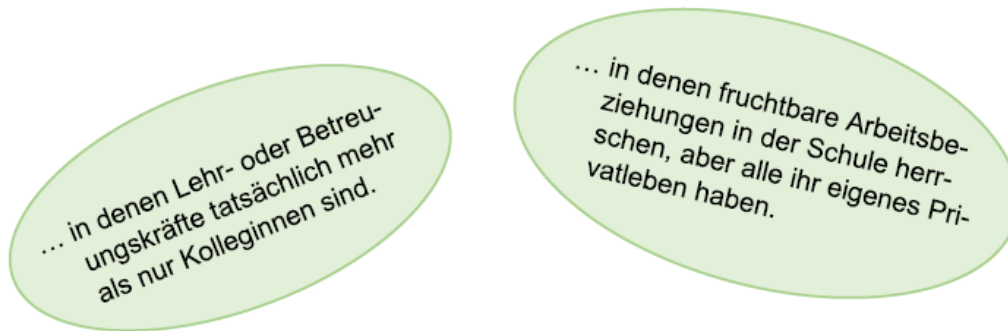 … in denen Lehr- oder Betreu-
ungskräfte tatsächlich mehr
als nur Kolleginnen sind.
… in denen fruchtbare Arbeitsbe-
ziehungen in der Schule herr-
schen, aber alle ihr eigenes Pri-
vatleben haben.